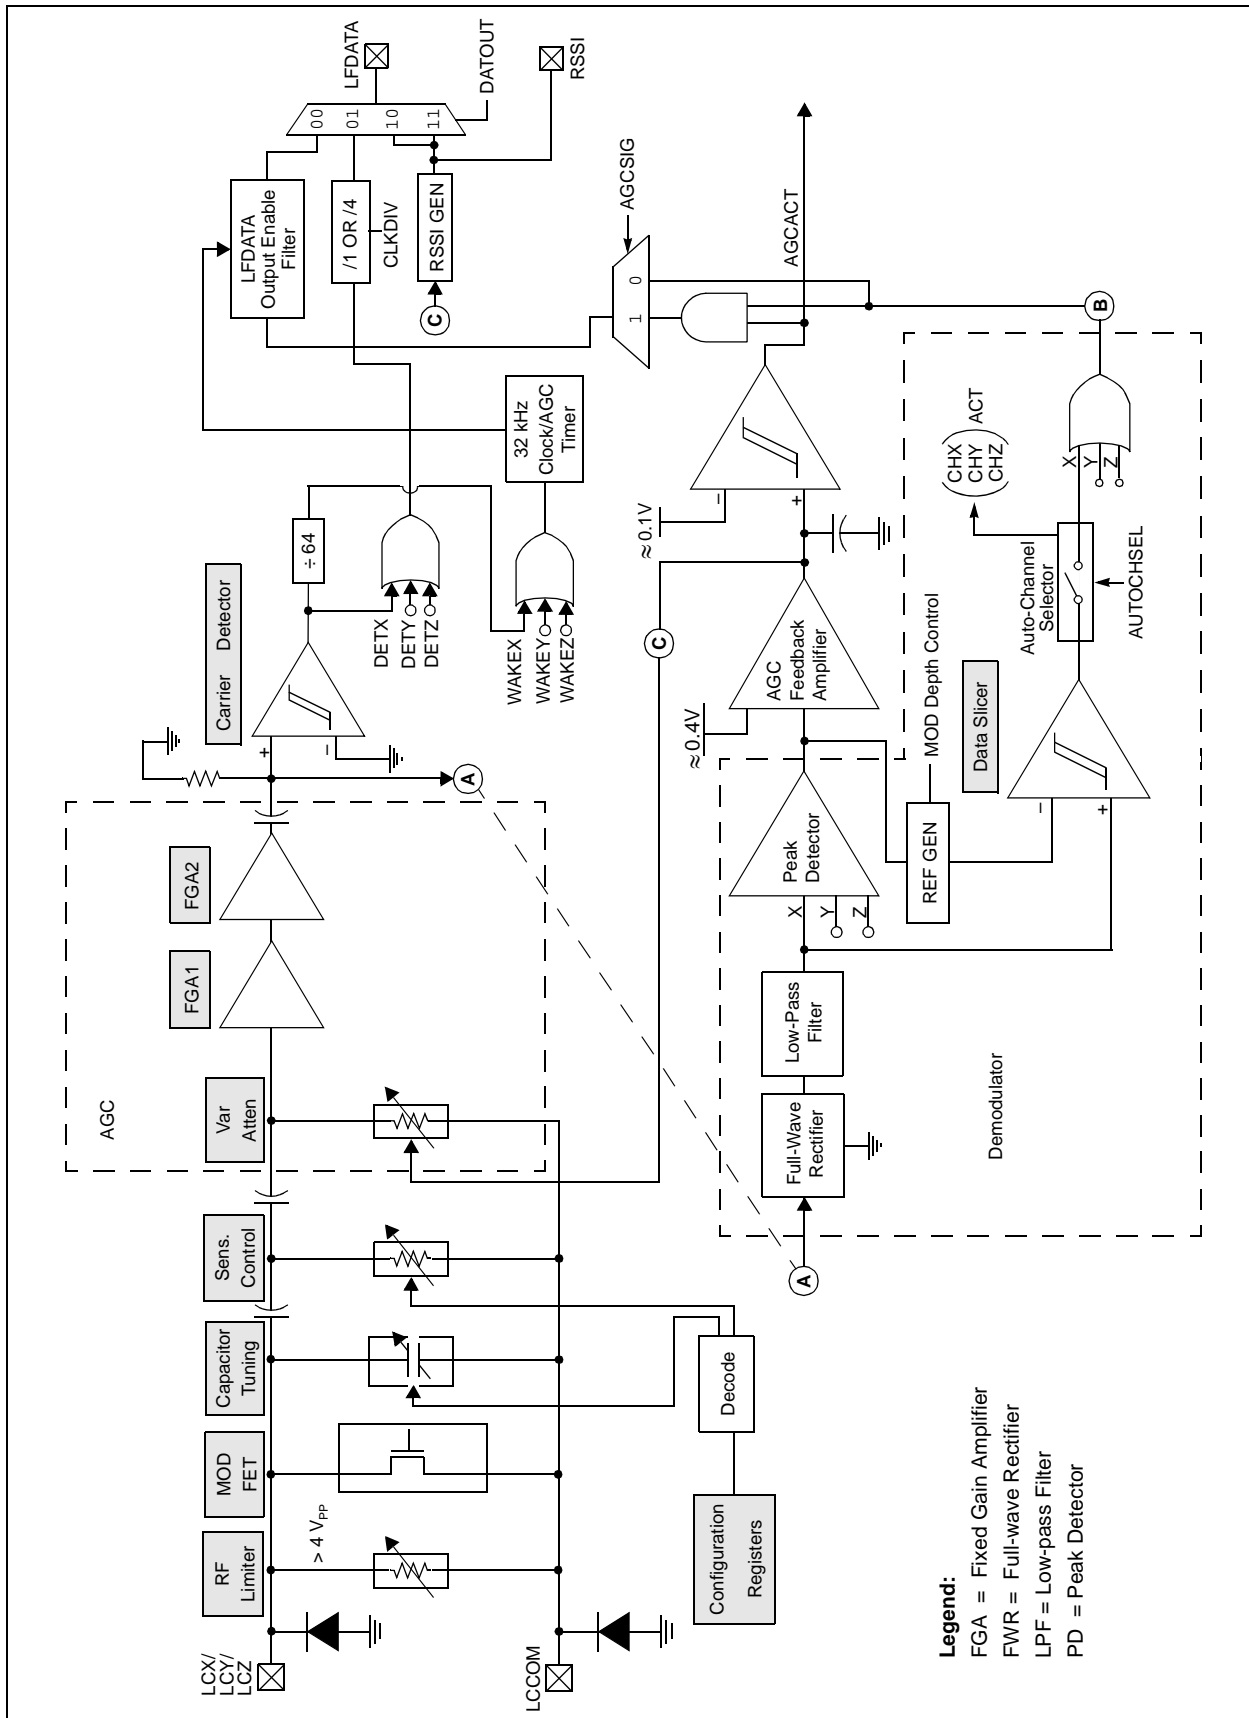 LCX/
LCY/
LCZ
LCCOM
RF
Limiter
> 4 VPP
MOD
FET
Capacitor
Tuning
Sens.
Control
Var
Atten
AGC
FGA1
FGA2
A
+
–
Carrier Detector
÷ 64
DETX
DETY
DETZ
WAKEX
WAKEY
WAKEZ
32 kHz
Clock/AGC
Timer
LFDATA
Output Enable
Filter
/1 OR /4
CLKDIV
C
RSSI GEN
00
01
10
11
LFDATA
DATOUT
RSSI
Configuration
Registers
Decode
A
Full-Wave
Rectifier
Low-Pass
Filter
X
Y
Z
Peak
Detector
≈ 0.4V
AGC
Feedback
Amplifier
C
≈ 0.1V
–
+
1 0
AGCSIG
AGCACT
REF GEN
MOD Depth Control
Data Slicer
–
+
Auto-Channel
Selector
AUTOCHSEL
CHX
CHY
CHZ
ACT
X
Y
Z
B
Demodulator
Legend:
FGA = Fixed Gain Amplifier
FWR = Full-wave Rectifier
LPF = Low-pass Filter
PD = Peak Detector